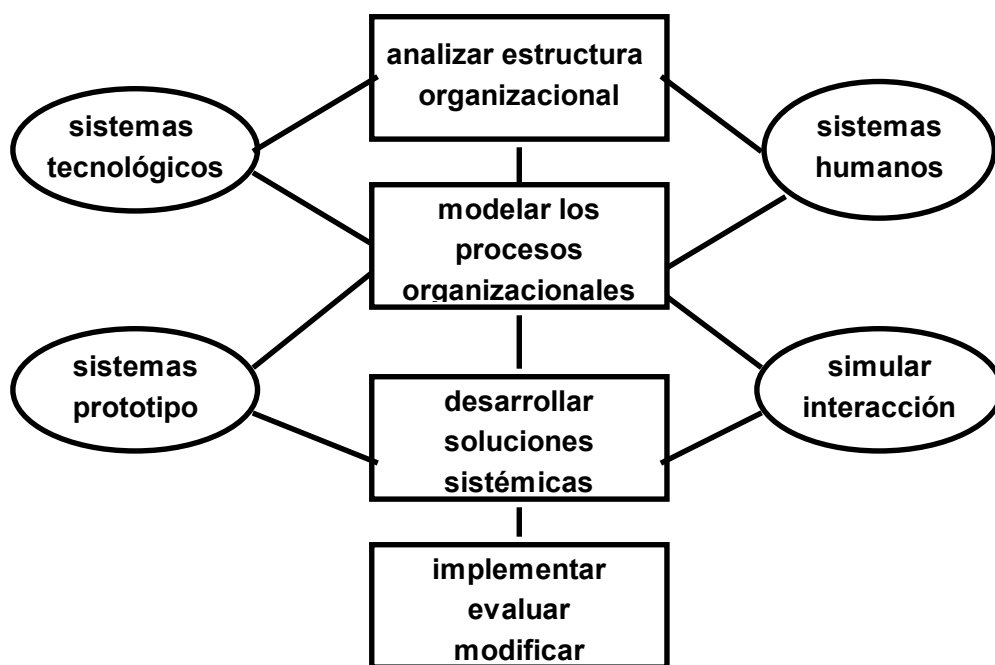 analizar estructura
organizacional
sistemas
tecnológicos
sistemas
humanos
modelar los
procesos
organizacionales
sistemas
prototipo
simular
interacción
desarrollar
soluciones
sistémicas
implementar
evaluar
modificar